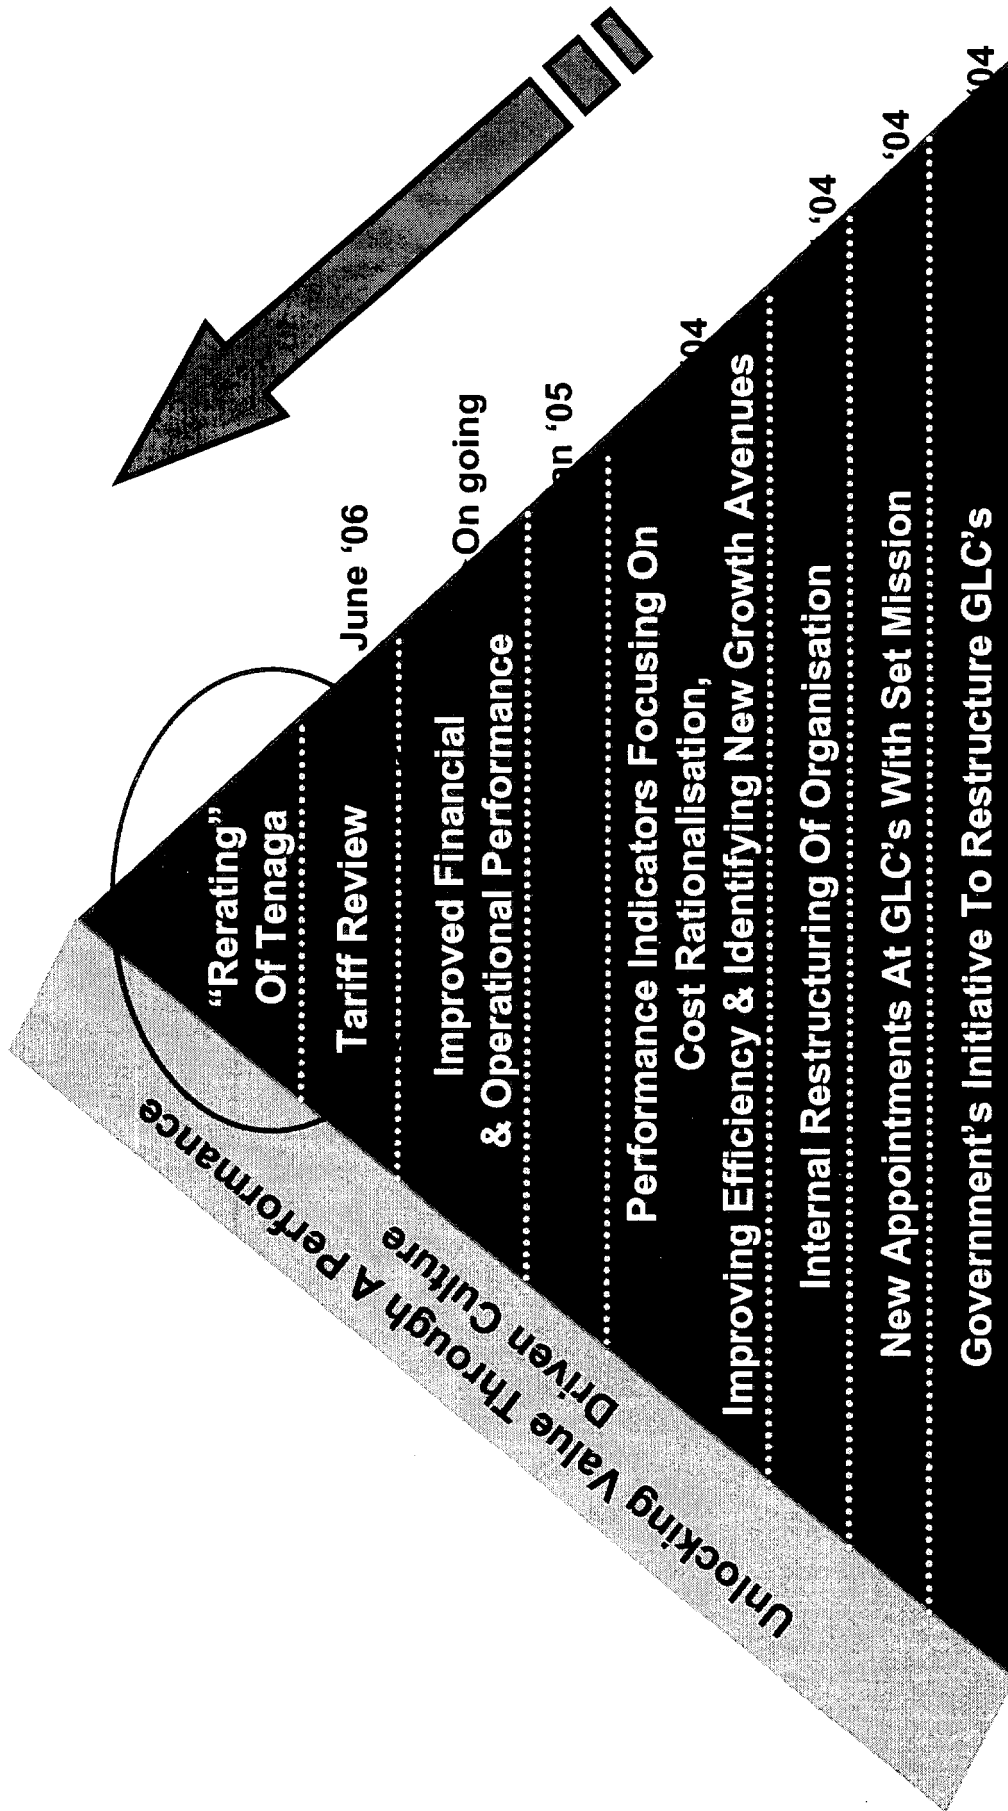 Unlocking Value Through A Performance
Driven Culture
“Rerating”
Of Tenaga
Tariff Review
June ‘06
Improved Financial
& Operational Performance
On going
‘05
Performance Indicators Focusing On
Cost Rationalisation,
Improving Efficiency & Identifying New Growth Avenues
04
Internal Restructuring Of Organisation
‘04
New Appointments At GLC’s With Set Mission
‘04
Government’s Initiative To Restructure GLC’s
‘04